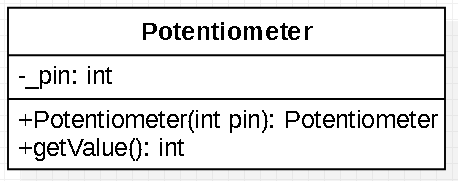 Potentiometer
-_pin: int
+Potentiometer(int pin): Potentiometer
+getValue(): int